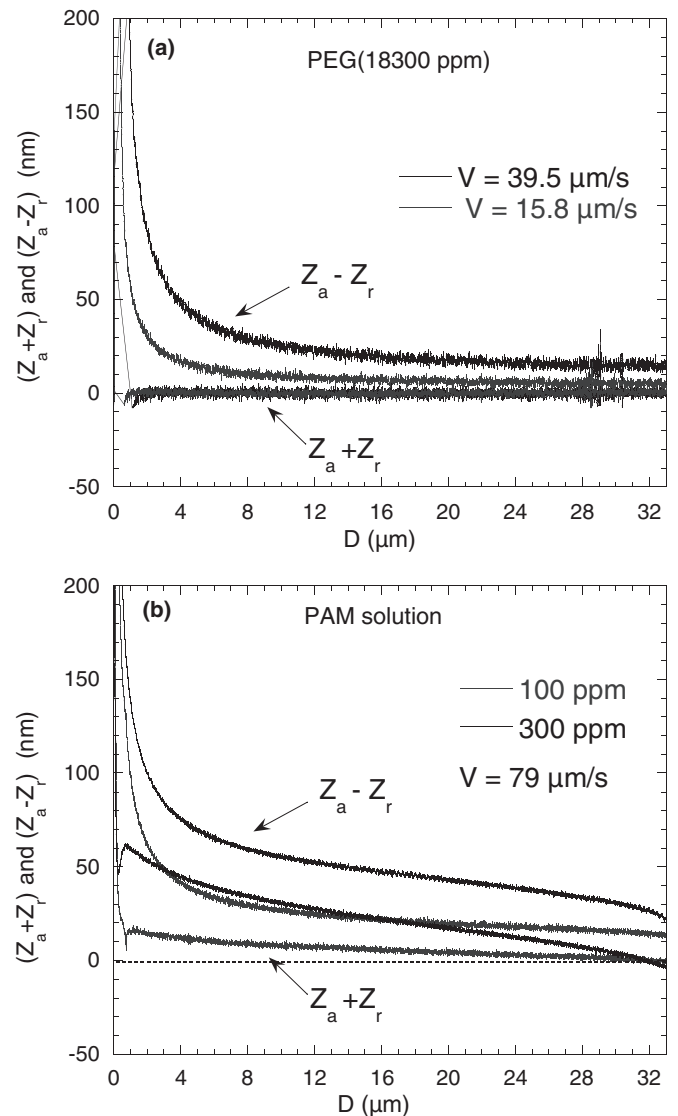 200
(a)
PEG(18300 ppm)
150
V = 39.5 μm/s
V = 15.8 μm/s
100
Z_a - Z_r
50
0
Z_a +Z_r
-50
0 4 8 12 16 20 24 28 32
D (μm)
(Z_a+Z_r) and (Z_a-Z_r) (nm)
200
(b)
PAM solution
150
100 ppm
300 ppm
V = 79 μm/s
100
Z_a - Z_r
50
0
Z_a +Z_r
-50
0 4 8 12 16 20 24 28 32
D (μm)
(Z_a+Z_r) and (Z_a-Z_r) (nm)